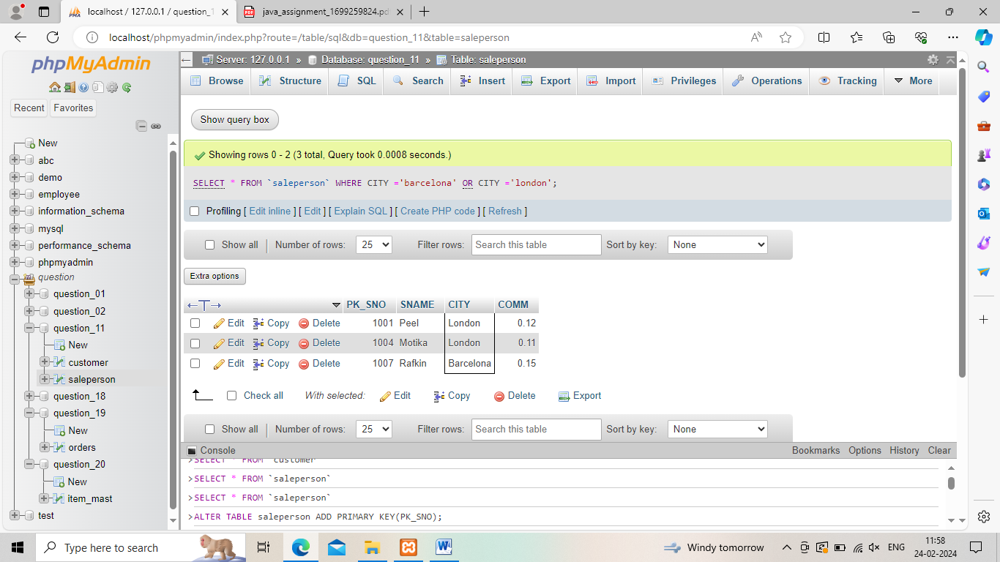 localhost / 127.0.0.1 / question_1
java_assignment_1699259824.pd
localhost/phpmyadmin/index.php?route=/table/sql&db=question_11&table=saleperson
phpMyAdmin
Recent Favorites
New
abc
demo
employee
information_schema
mysql
performance_schema
phpmyadmin
question
question_01
question_02
question_11
New
customer
saleperson
question_18
question_19
New
orders
question_20
New
item_mast
test
Server: 127.0.0.1 » Database: question_11 » Table: saleperson
Browse Structure SQL Search Insert Export Import Privileges Operations Tracking More
Show query box
Showing rows 0 - 2 (3 total, Query took 0.0008 seconds.)
SELECT * FROM `saleperson` WHERE CITY ='barcelona' OR CITY ='london';
Profiling [ Edit inline ] [ Edit ] [ Explain SQL ] [ Create PHP code ] [ Refresh ]
Show all Number of rows: 25 Filter rows: Search this table Sort by key: None
Extra options
PK_SNO SNAME CITY COMM
Edit Copy Delete 1001 Peel London 0.12
Edit Copy Delete 1004 Motika London 0.11
Edit Copy Delete 1007 Rafkin Barcelona 0.15
Check all With selected: Edit Copy Delete Export
Show all Number of rows: 25 Filter rows: Search this table Sort by key: None
Console Bookmarks Options History Clear
>SELECT * FROM `customer`
>SELECT * FROM `saleperson`
>SELECT * FROM `saleperson`
>ALTER TABLE saleperson ADD PRIMARY KEY(PK_SNO);
Type here to search
Windy tomorrow
ENG
11:58
24-02-2024